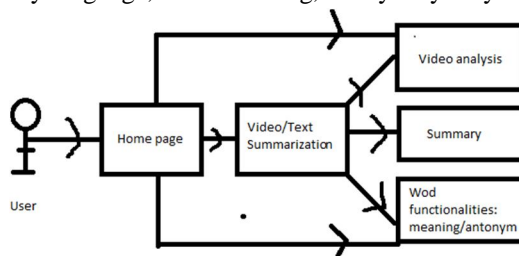 Video analysis
Home page
Video/Text
Summarization
Summary
Wod
functionalities:
meaning/antonym
User